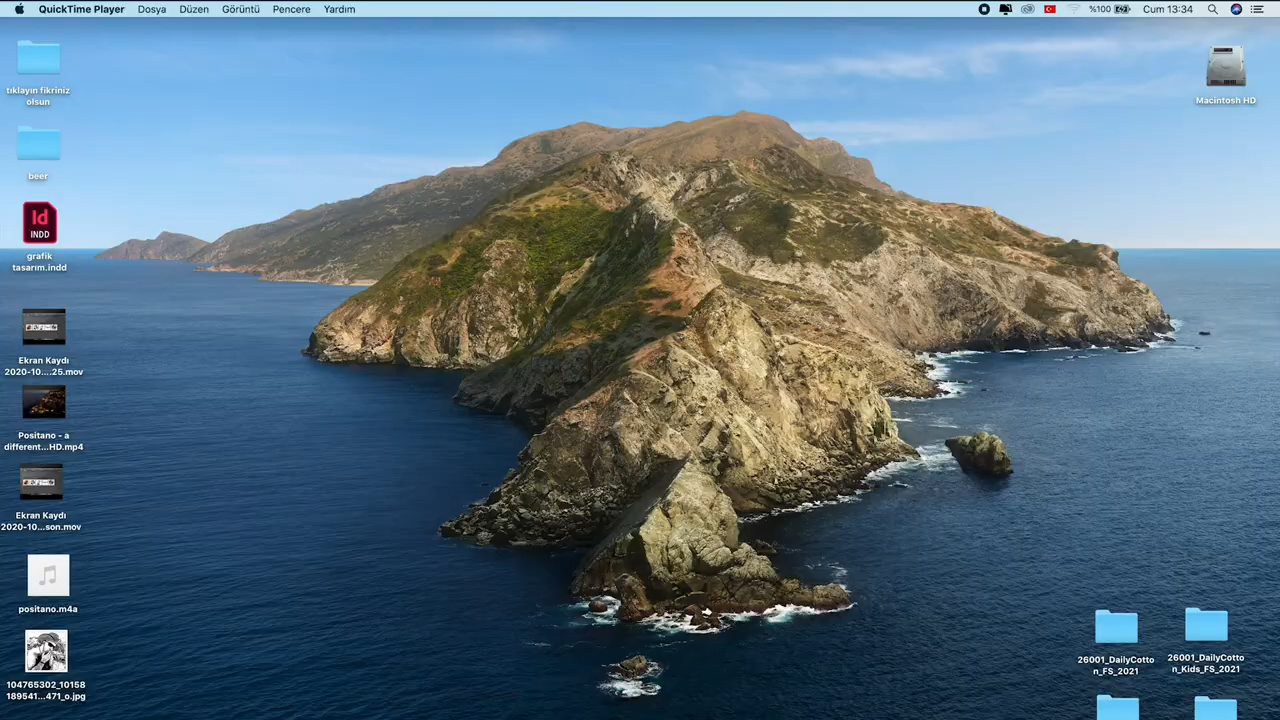 QuickTime Player Dosya Düzen Görüntü Pencere Yardım %100 Cum 13:34
tıklayın fikriniz
olsun
Macintosh HD
beer
Id
INDD
grafik
tasarım.indd
Ekran Kaydı
2020-10....25.mov
Positano - a
different...HD.mp4
Ekran Kaydı
2020-10...son.mov
positano.m4a
104765302_10158
189541...471_o.jpg
26001_DailyCotto
n_FS_2021
26001_DailyCotto
n_Kids_FS_2021